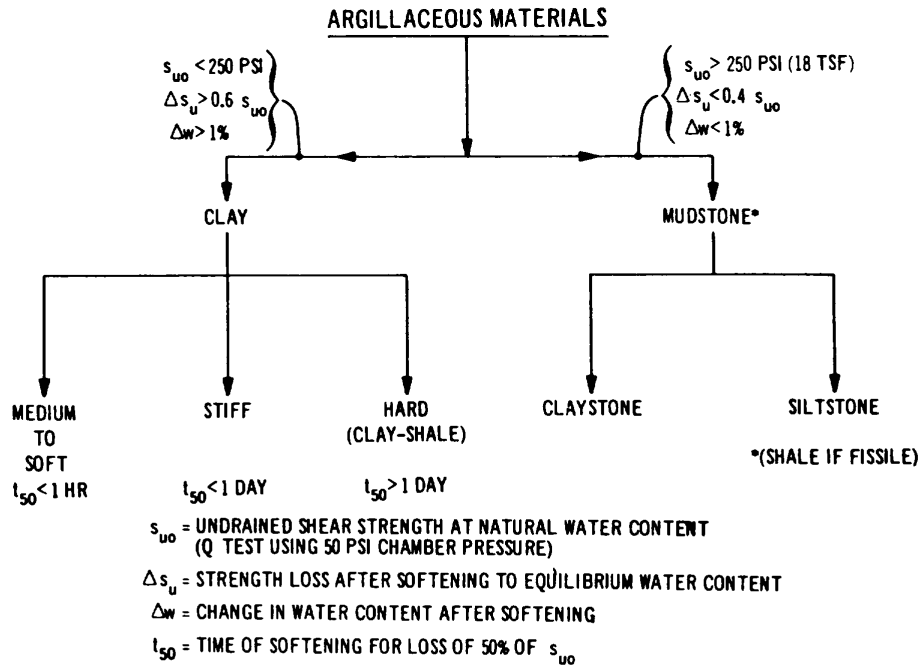 ARGILLACEOUS MATERIALS
s_uo < 250 PSI
Δs_u > 0.6 s_uo
Δw > 1%
s_uo > 250 PSI (18 TSF)
Δs_u < 0.4 s_uo
Δw < 1%
CLAY
MUDSTONE*
MEDIUM
TO
SOFT
t_50 < 1 HR
STIFF
t_50 < 1 DAY
HARD
(CLAY-SHALE)
t_50 > 1 DAY
CLAYSTONE
SILTSTONE
*(SHALE IF FISSILE)
s_uo = UNDRAINED SHEAR STRENGTH AT NATURAL WATER CONTENT
(Q TEST USING 50 PSI CHAMBER PRESSURE)
Δs_u = STRENGTH LOSS AFTER SOFTENING TO EQUILIBRIUM WATER CONTENT
Δw = CHANGE IN WATER CONTENT AFTER SOFTENING
t_50 = TIME OF SOFTENING FOR LOSS OF 50% OF s_uo